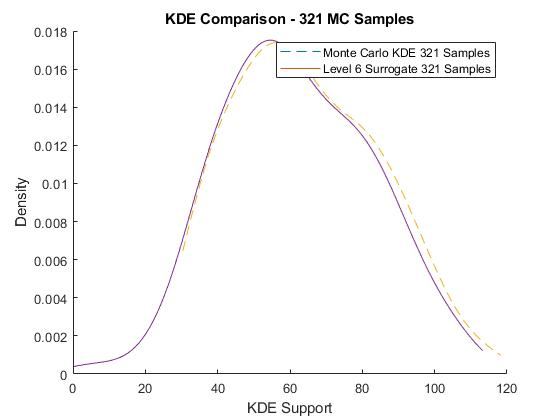 KDE Comparison - 321 MC Samples
0.018
0.016
0.014
0.012
0.01
0.008
0.006
0.004
0.002
0
Density
Monte Carlo KDE 321 Samples
Level 6 Surrogate 321 Samples
0 20 40 60 80 100 120
KDE Support